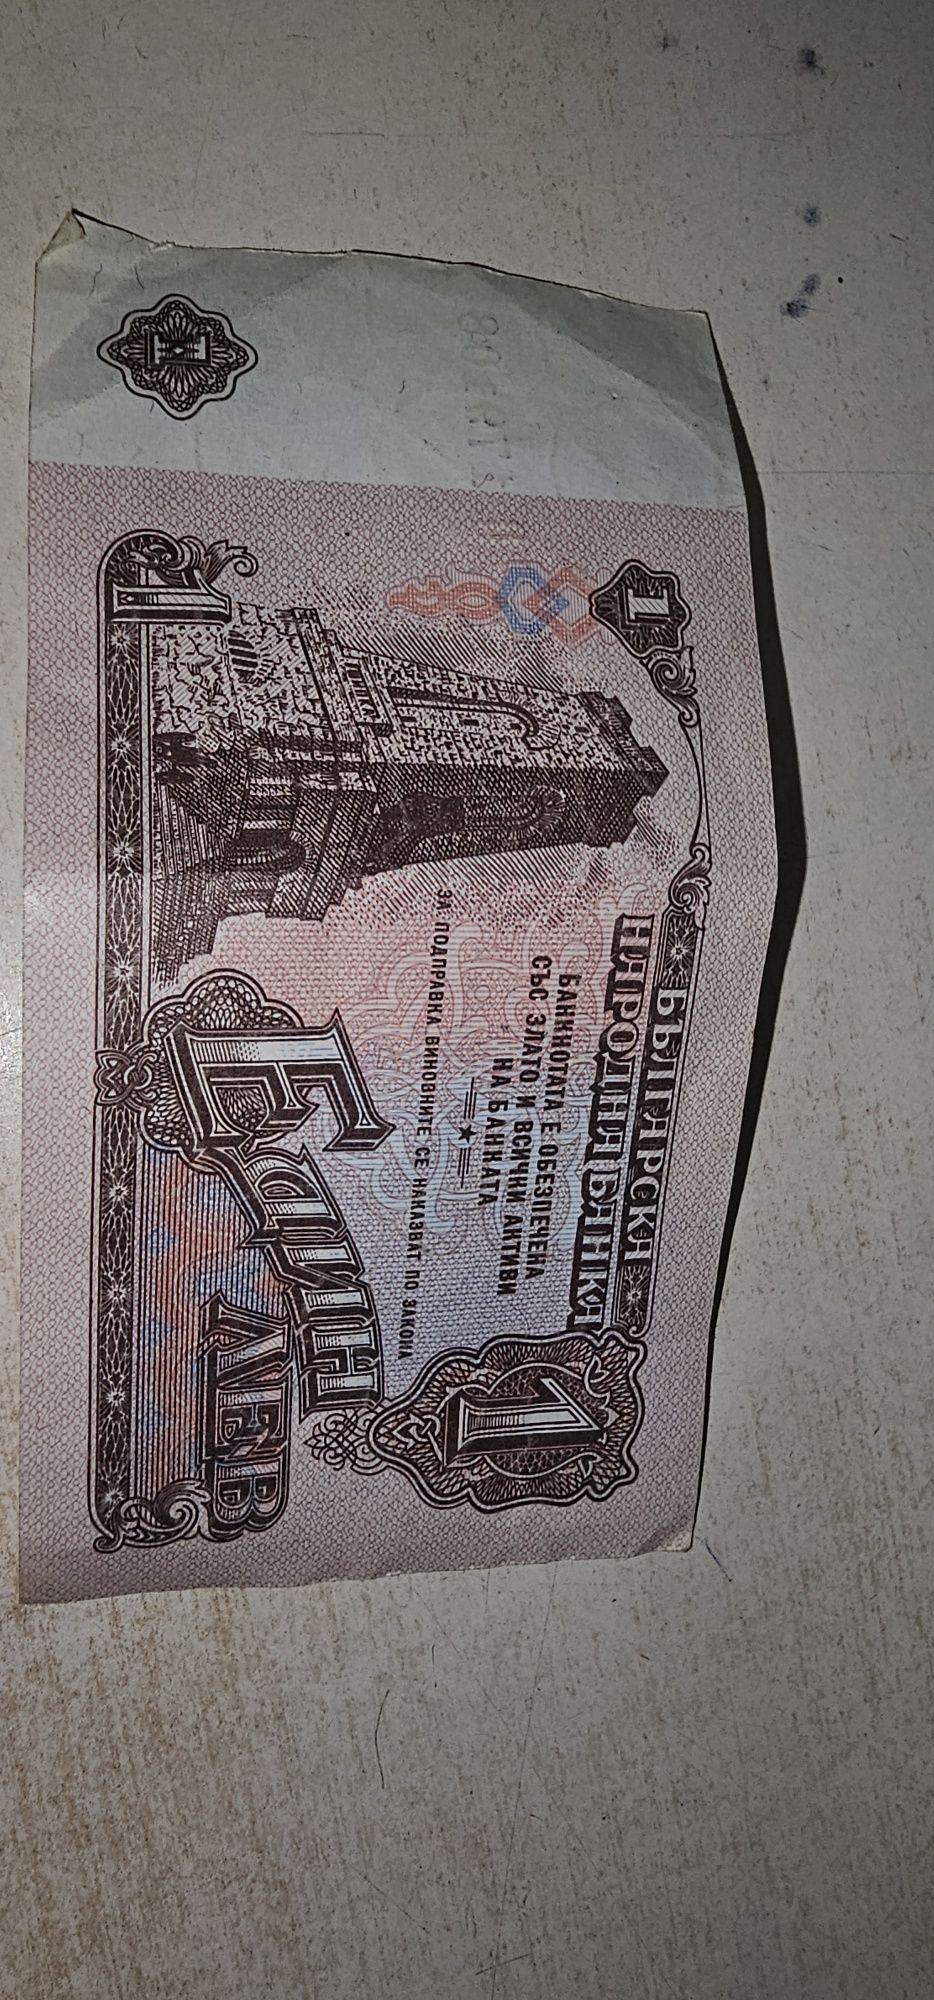 БЪЛГАРСКА
НАРОДНА БАНКА
БАНКНОТАТА Е ОБЕЗПЕЧЕНА
СЪС ЗЛАТО И ВСИЧКИ АКТИВИ
НА БАНКАТА
ЗА ПОДПРАВКА ВИНОВНИТЕ СЕ НАКАЗВАТ ПО ЗАКОНА
1
1
1
1
Един
ЛЕВ